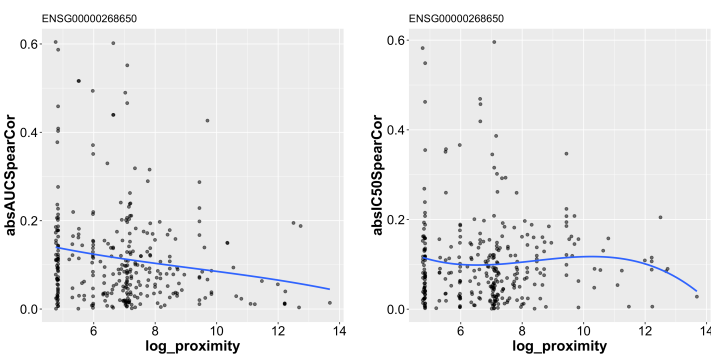 ENSG00000268650
absAUCSpearCor
0.6
0.4
0.2
0.0
6 8 10 12 14
log_proximity
ENSG00000268650
absIC50SpearCor
0.6
0.4
0.2
0.0
6 8 10 12 14
log_proximity